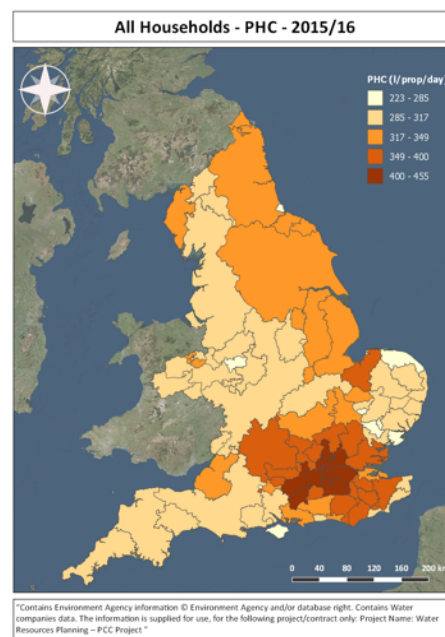 All Households - PHC - 2015/16
PHC (l/prop/day)
223 - 285
285 - 317
317 - 349
349 - 400
400 - 455
0 40 80 120 160 200 km
"Contains Environment Agency information © Environment Agency and/or database right. Contains Water
companies data. The information is supplied for use, for the following project/contract only: Project Name: Water
Resources Planning – PCC Project "